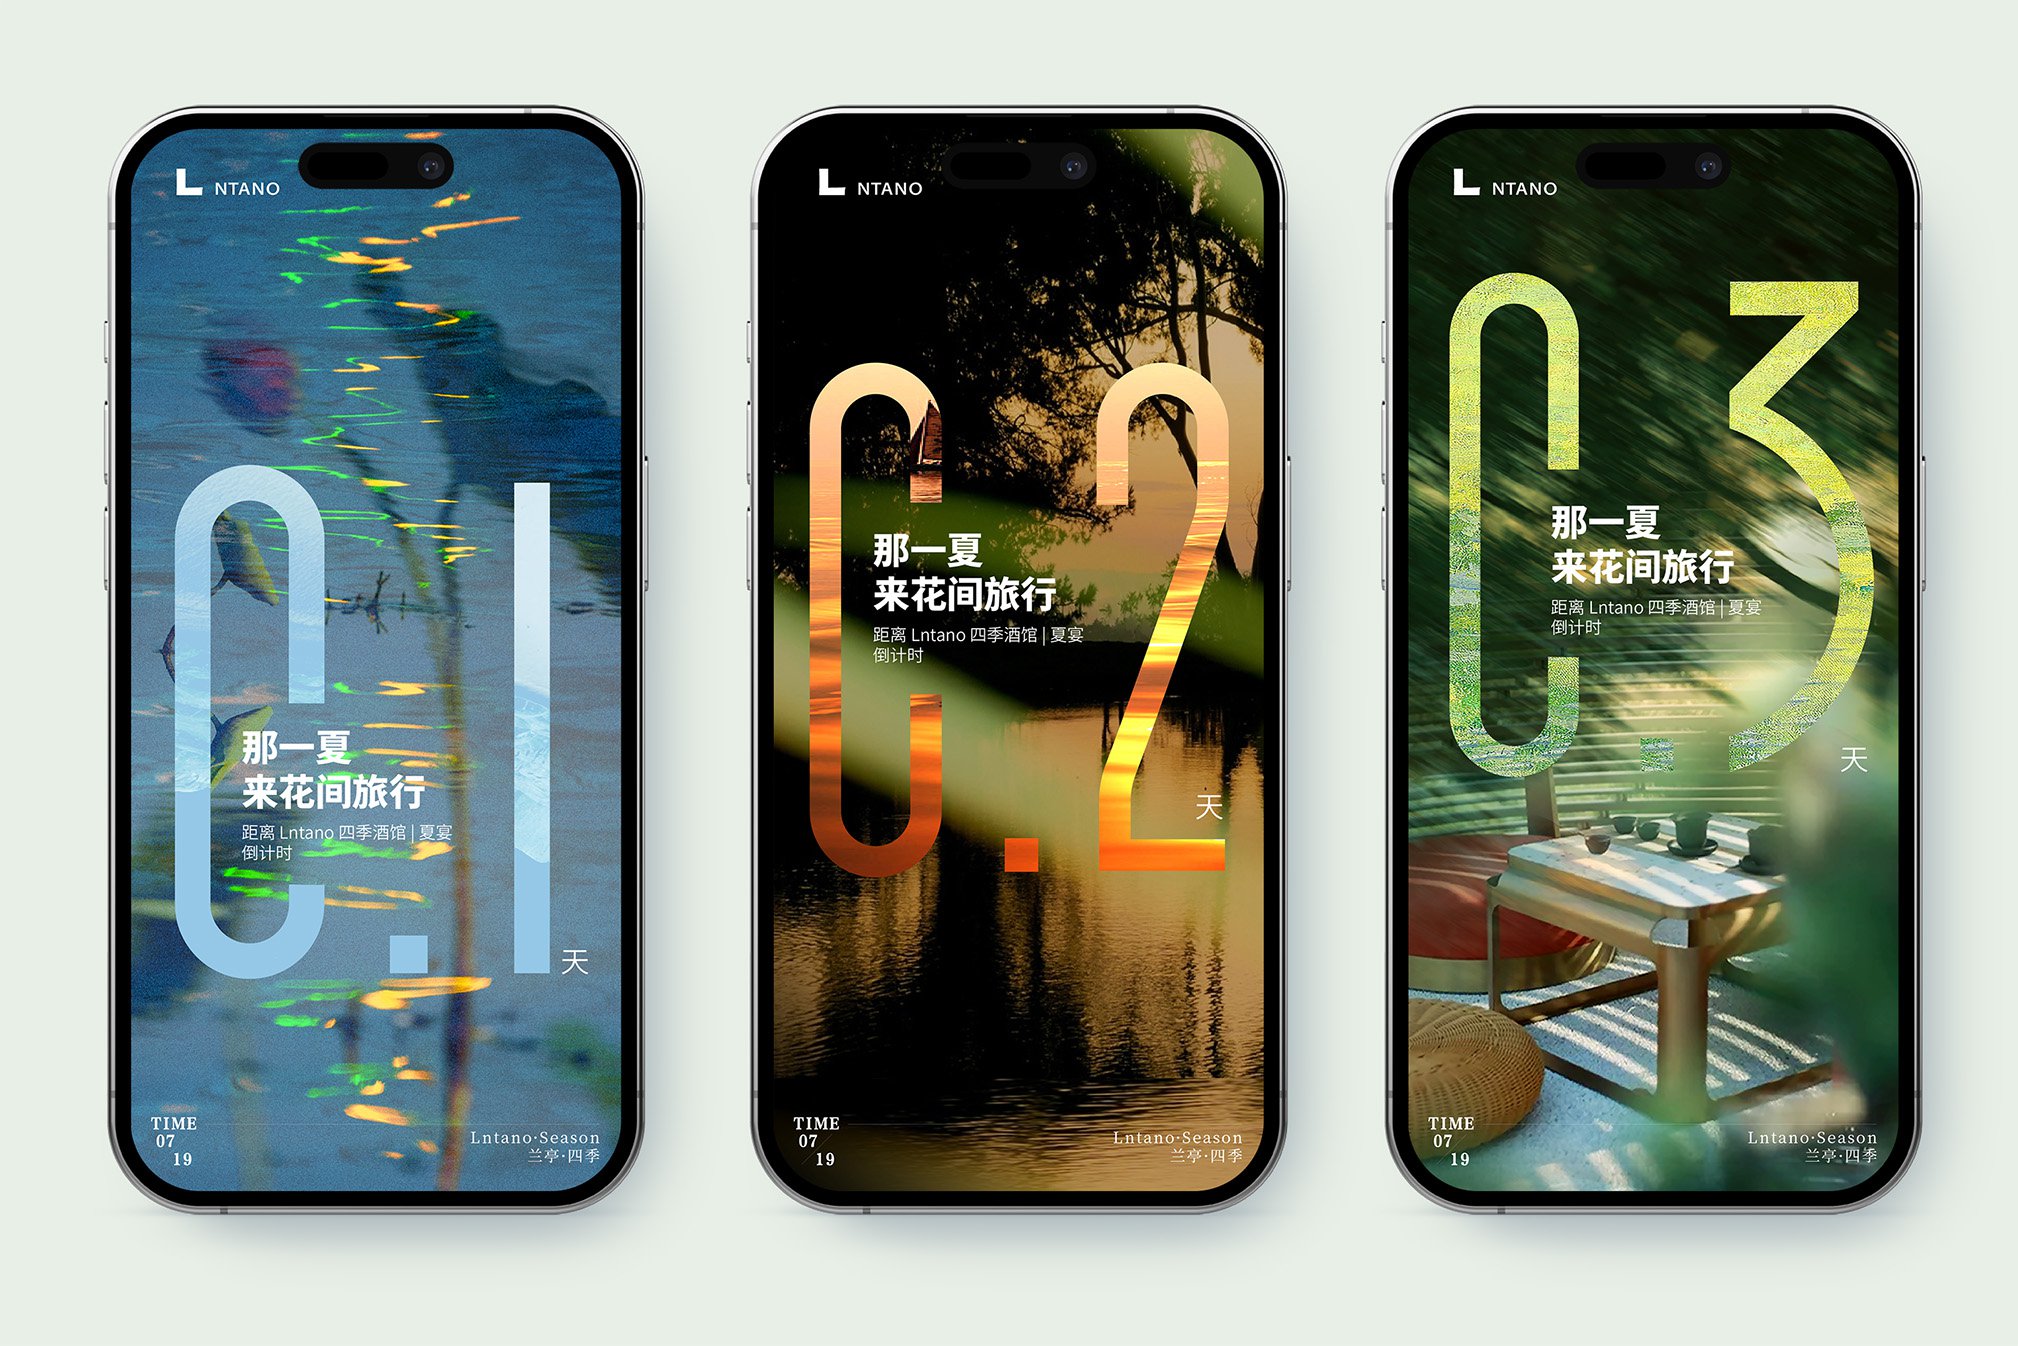 LNTANO
0.1
那一夏
来花间旅行
距离 Lntano 四季酒馆 | 夏宴
倒计时
天
TIME
07
19
Lntano·Season
兰亭·四季
LNTANO
0.2
那一夏
来花间旅行
距离 Lntano 四季酒馆 | 夏宴
倒计时
天
TIME
07
19
Lntano·Season
兰亭·四季
LNTANO
0.3
那一夏
来花间旅行
距离 Lntano 四季酒馆 | 夏宴
倒计时
天
TIME
07
19
Lntano·Season
兰亭·四季